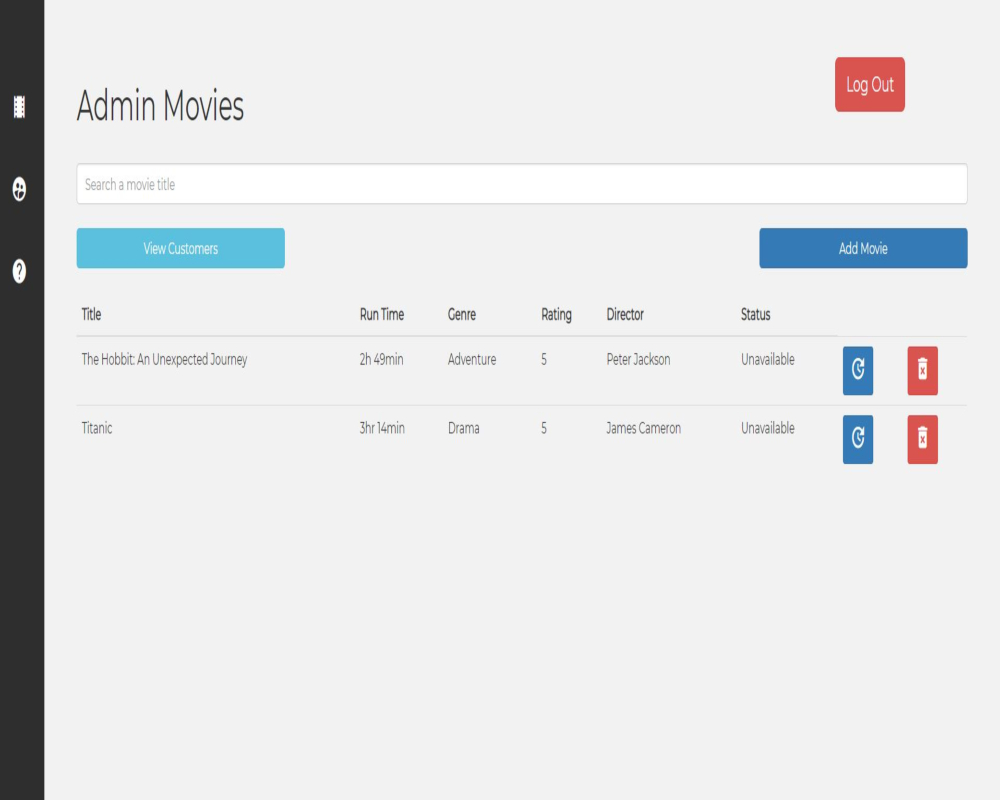 Log Out
Admin Movies
Search a movie title
View Customers Add Movie
Title Run Time Genre Rating Director Status
The Hobbit: An Unexpected Journey 2h 49min Adventure 5 Peter Jackson Unavailable
Titanic 3hr 14min Drama 5 James Cameron Unavailable